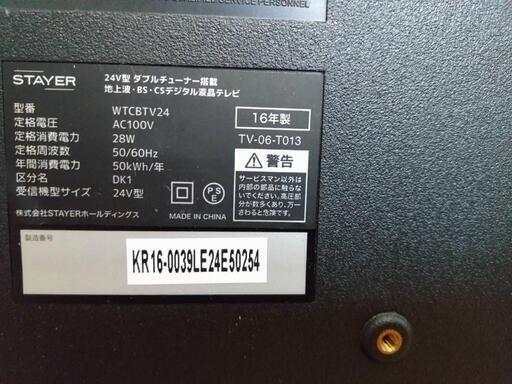 SERVICE PERSONNEL
STAYER
24V型 ダブルチューナー搭載
地上波・BS・CSデジタル液晶テレビ
型番 WTCBTV24
定格電圧 AC100V
定格消費電力 28W
定格周波数 50/60Hz
年間消費電力 50kWh/年
区分名 DK1
受信機型サイズ 24V型
株式会社STAYERホールディングス
16年製
TV-06-T013
警告
サービスマン以外は
内部の部品に触らな
いでください。高圧部
分が数多くあり、万一
さわると危険です。
PSE
MADE IN CHINA
製造番号
KR16-0039LE24E50254